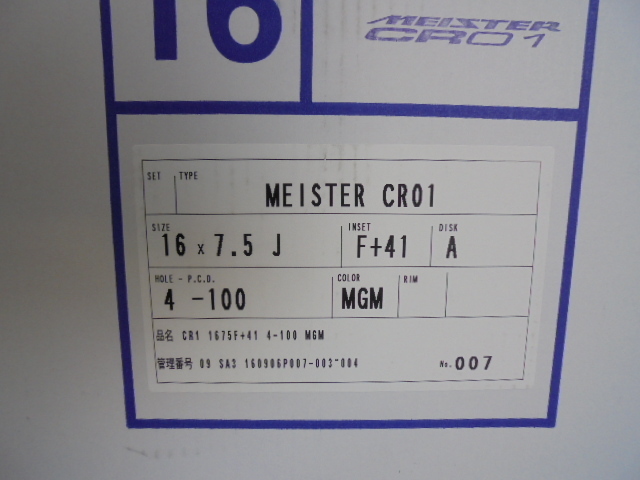 16
MEISTER
CR01
SET TYPE
MEISTER CR01
SIZE INSET DISK
16 x 7.5 J F+41 A
HOLE - P.C.D. COLOR RIM
4 -100 MGM
品名 CR1 1675F+41 4-100 MGM
管理番号 09 SA3 160906P007-003~004 No.007